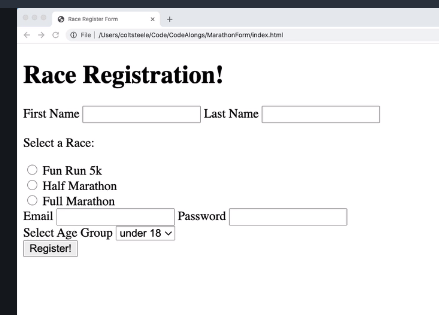 Race Register Form
File | /Users/coltsteele/Code/CodeAlongs/MarathonForm/index.html
Race Registration!
First Name Last Name
Select a Race:
Fun Run 5k
Half Marathon
Full Marathon
Email Password
Select Age Group under 18
Register!